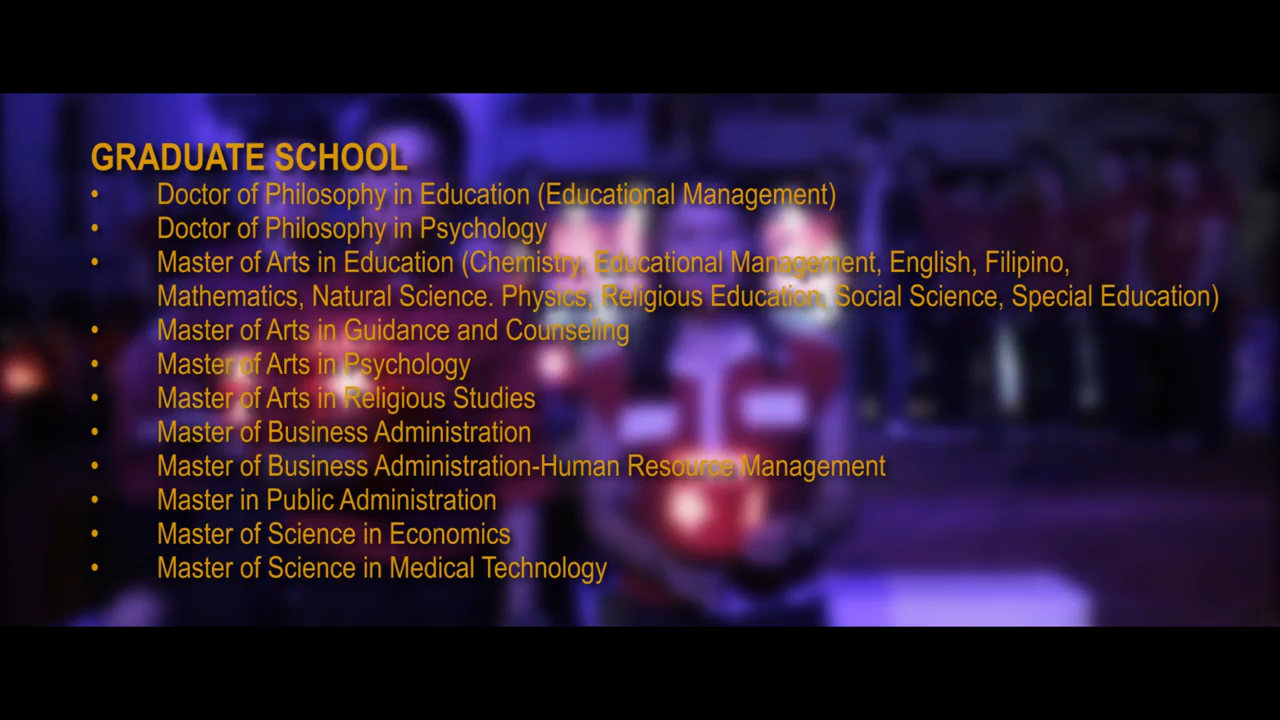 GRADUATE SCHOOL
• Doctor of Philosophy in Education (Educational Management)
• Doctor of Philosophy in Psychology
• Master of Arts in Education (Chemistry, Educational Management, English, Filipino,
Mathematics, Natural Science. Physics, Religious Education, Social Science, Special Education)
• Master of Arts in Guidance and Counseling
• Master of Arts in Psychology
• Master of Arts in Religious Studies
• Master of Business Administration
• Master of Business Administration-Human Resource Management
• Master in Public Administration
• Master of Science in Economics
• Master of Science in Medical Technology